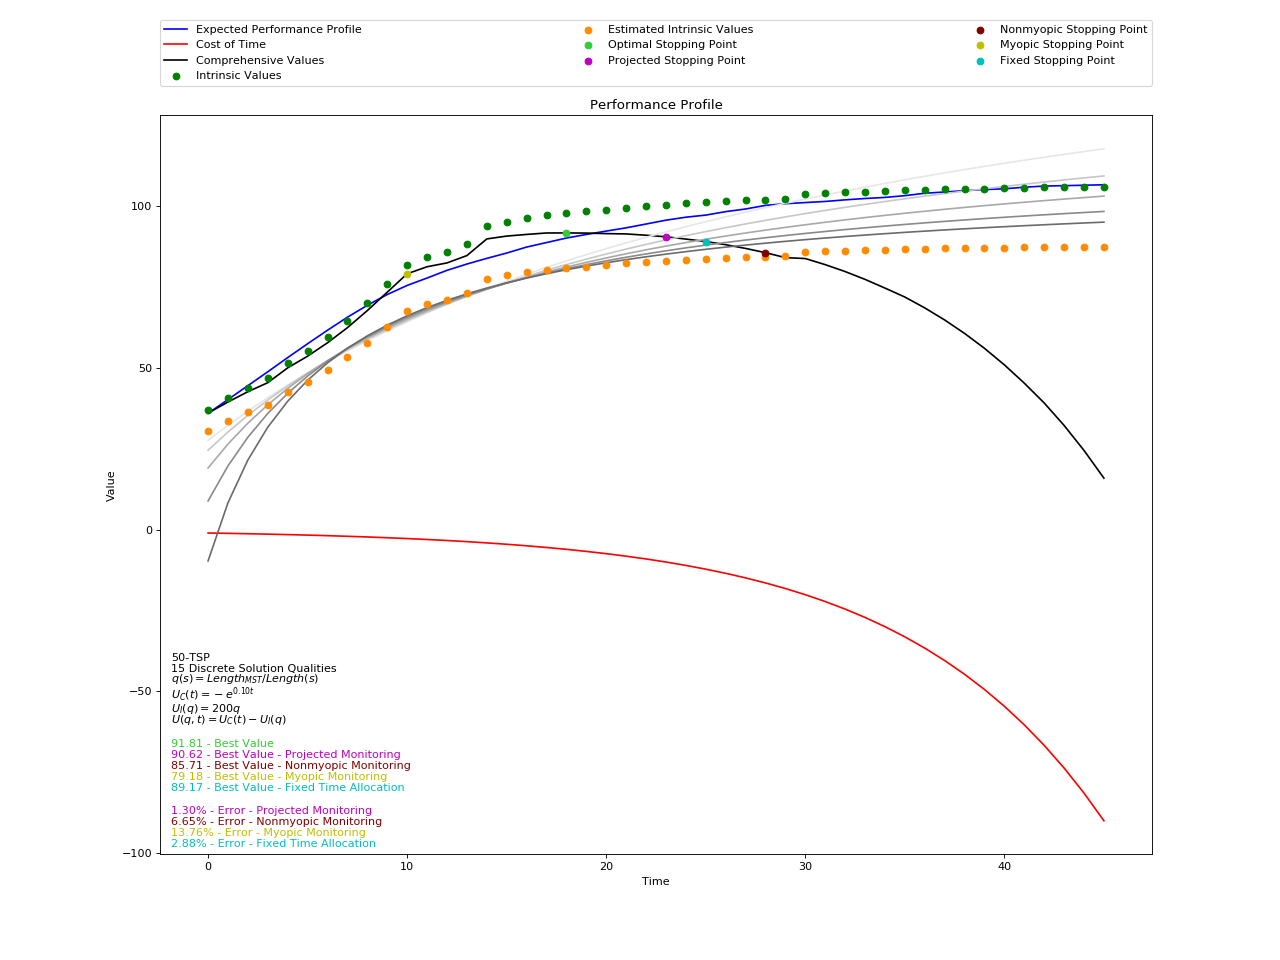 Expected Performance Profile
Cost of Time
Comprehensive Values
Intrinsic Values
Estimated Intrinsic Values
Optimal Stopping Point
Projected Stopping Point
Nonmyopic Stopping Point
Myopic Stopping Point
Fixed Stopping Point
Performance Profile
Value
100
50
0
−50
−100
50-TSP
15 Discrete Solution Qualities
q(s) = Length_{MST}/Length(s)
U_C(t) = −e^{0.10t}
U_I(q) = 200q
U(q, t) = U_C(t) − U_I(q)
91.81 - Best Value
90.62 - Best Value - Projected Monitoring
85.71 - Best Value - Nonmyopic Monitoring
79.18 - Best Value - Myopic Monitoring
89.17 - Best Value - Fixed Time Allocation
1.30% - Error - Projected Monitoring
6.65% - Error - Nonmyopic Monitoring
13.76% - Error - Myopic Monitoring
2.88% - Error - Fixed Time Allocation
0 10 20 30 40
Time